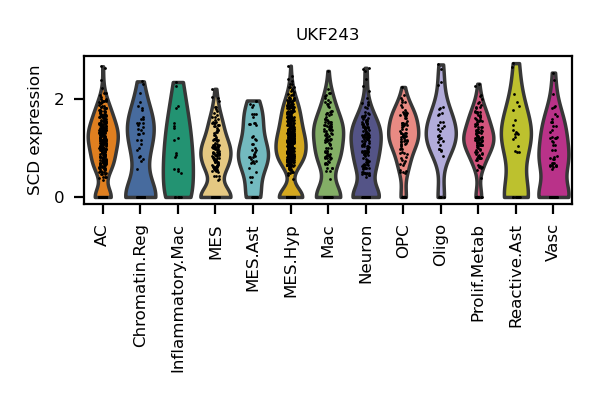 UKF243
SCD expression
2
0
AC
Chromatin.Reg
Inflammatory.Mac
MES
MES.Ast
MES.Hyp
Mac
Neuron
OPC
Oligo
Prolif.Metab
Reactive.Ast
Vasc